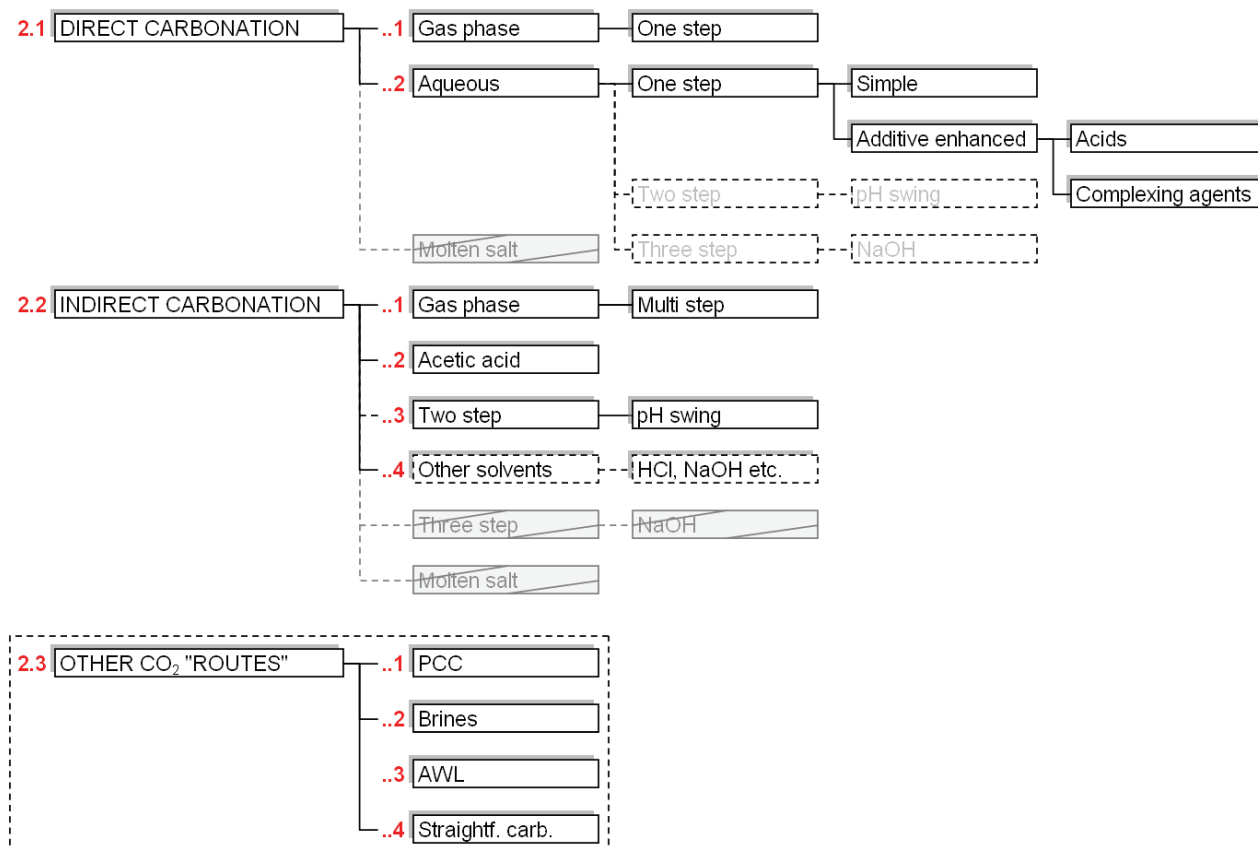 2.1 DIRECT CARBONATION ..1 Gas phase One step
..2 Aqueous One step Simple
Additive enhanced Acids
Two step pH swing Complexing agents
Molten salt Three step NaOH
2.2 INDIRECT CARBONATION ..1 Gas phase Multi step
..2 Acetic acid
..3 Two step pH swing
..4 Other solvents HCl, NaOH etc.
Three step NaOH
Molten salt
2.3 OTHER CO₂ "ROUTES" ..1 PCC
..2 Brines
..3 AWL
..4 Straightf. carb.